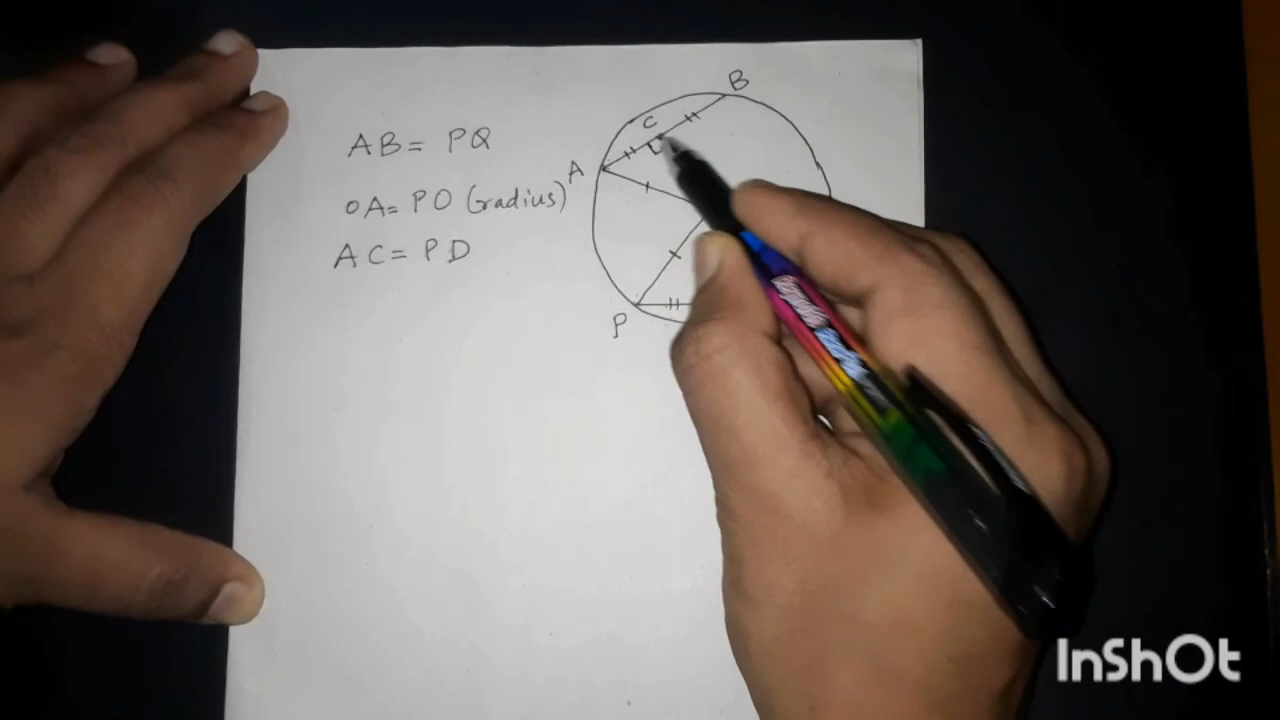 B
C
AB = PQ
A
OA = PO (radius)
AC = PD
P
InShOt